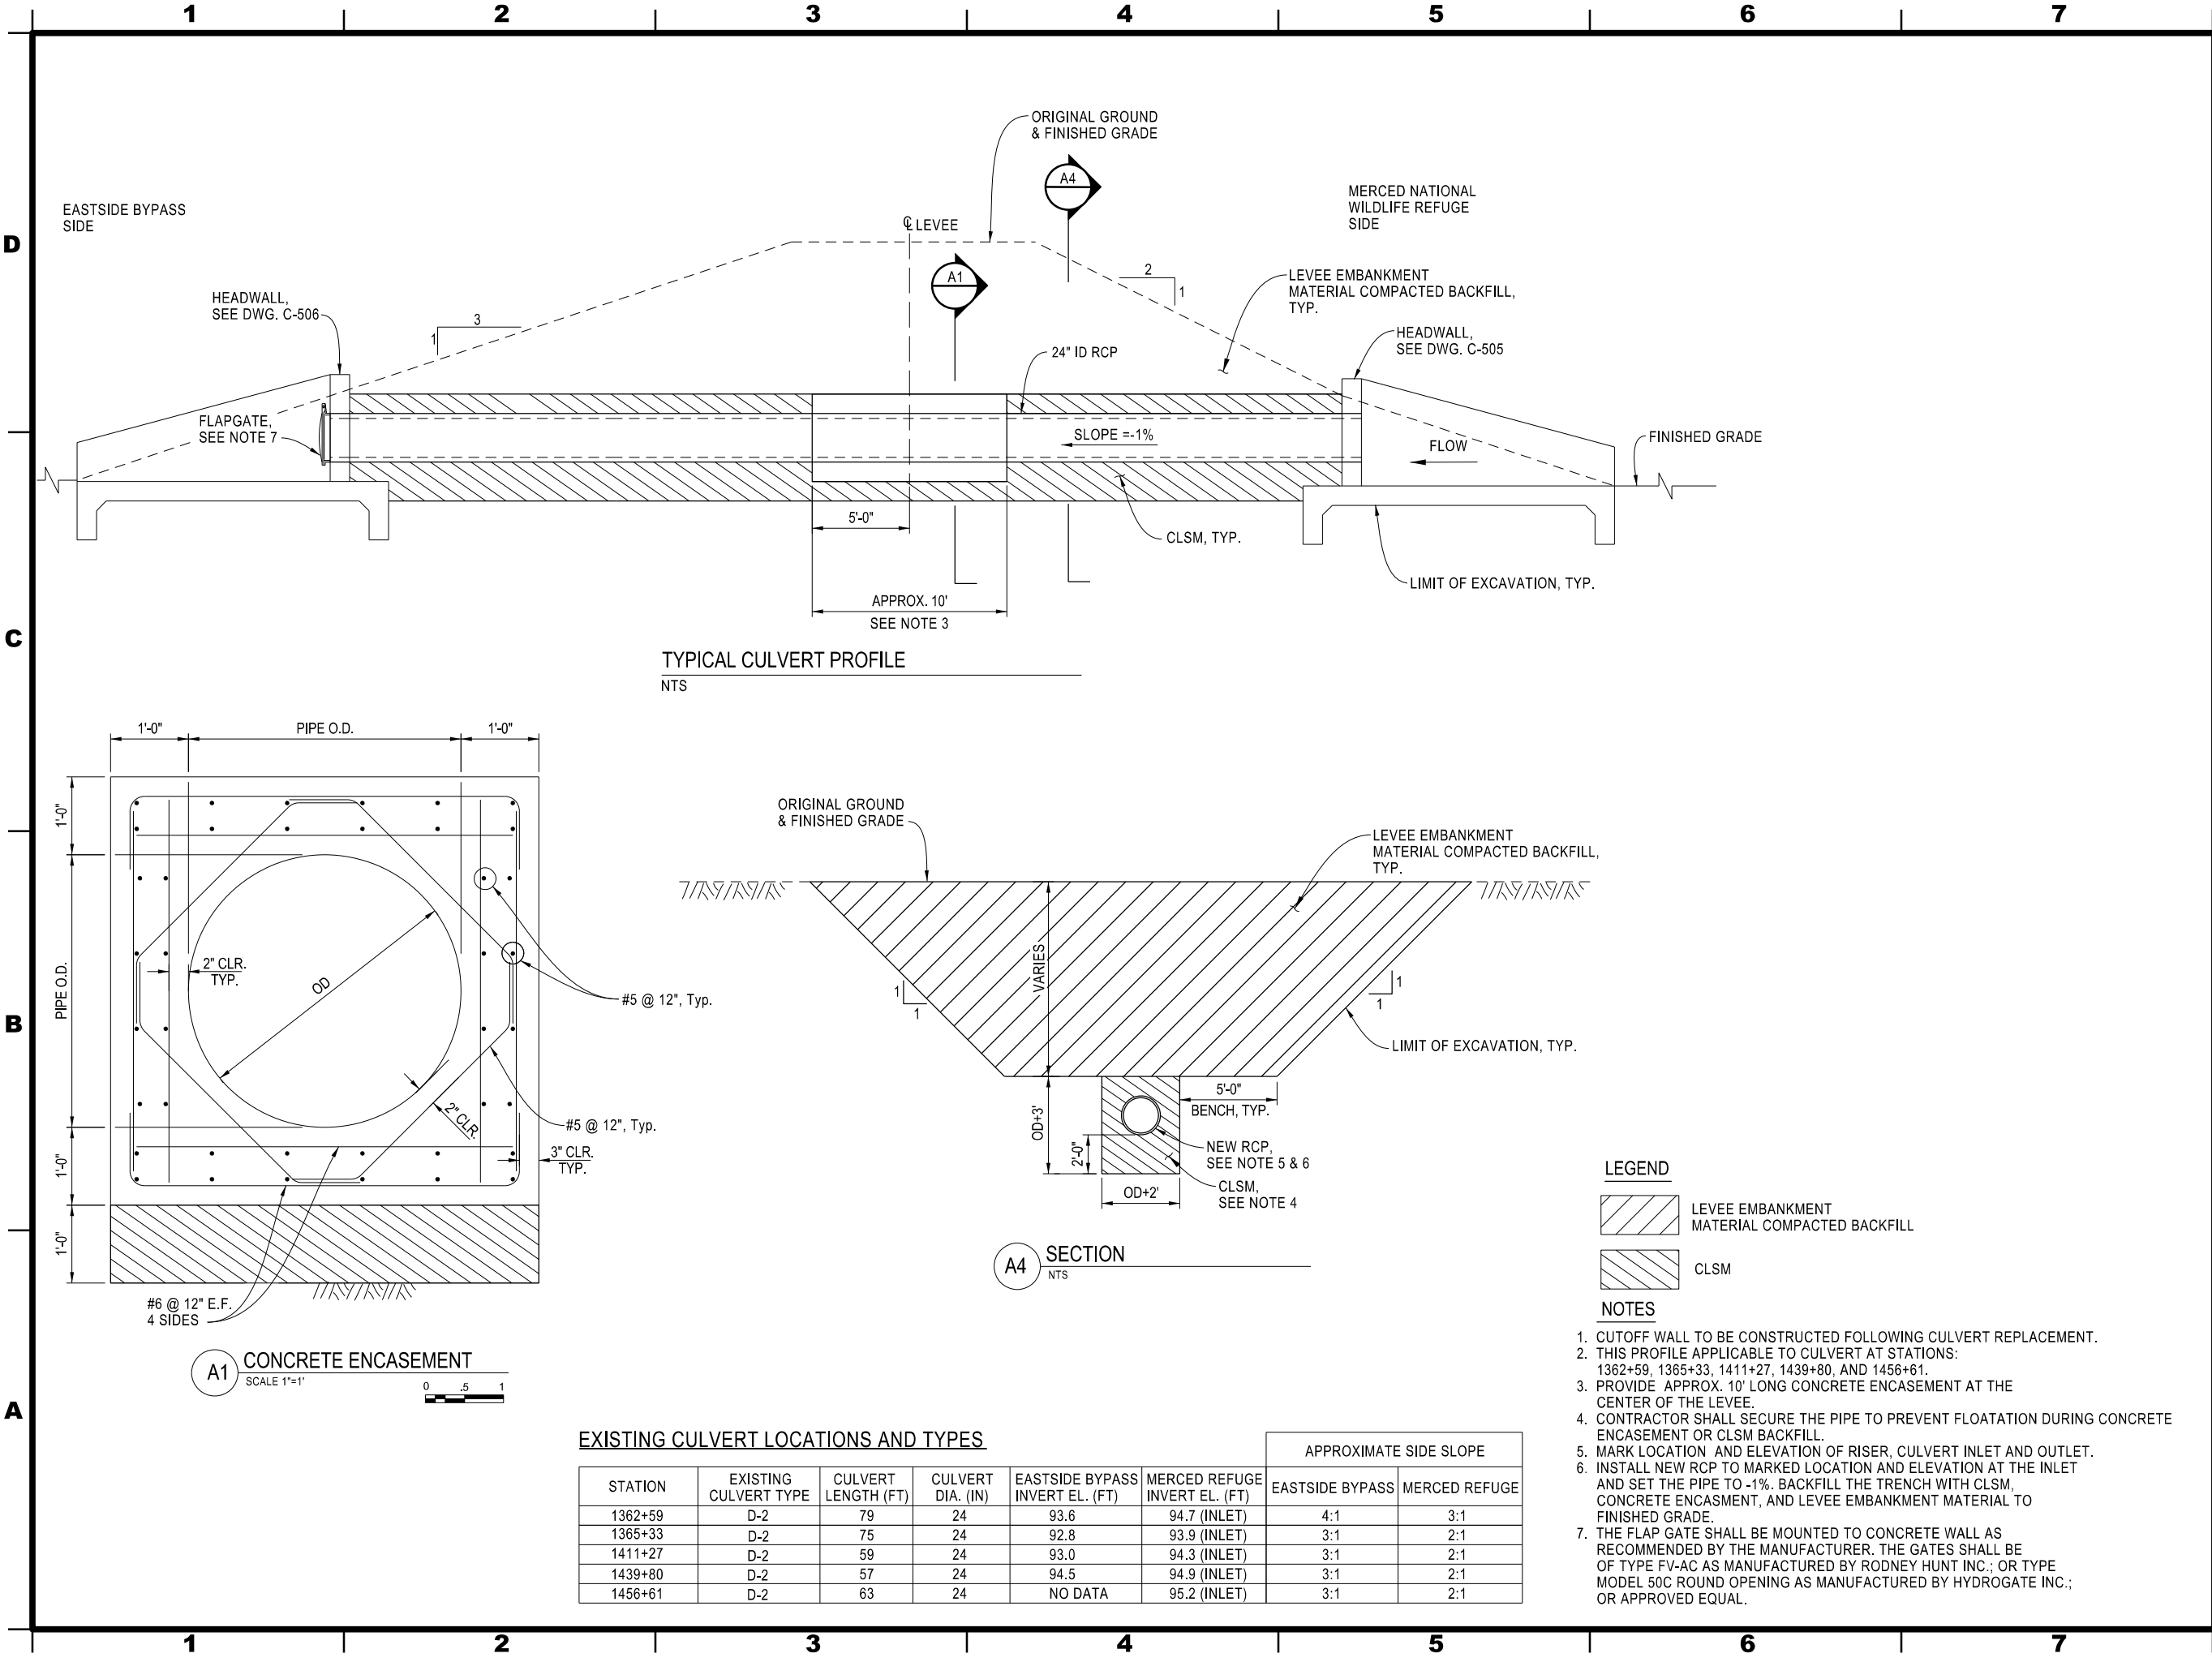 1 2 3 4 5 6 7
D
C
B
A
EASTSIDE BYPASS
SIDE
ORIGINAL GROUND
& FINISHED GRADE
A4
MERCED NATIONAL
WILDLIFE REFUGE
SIDE
℄ LEVEE
A1
2
1
LEVEE EMBANKMENT
MATERIAL COMPACTED BACKFILL,
TYP.
HEADWALL,
SEE DWG. C-506
3
1
HEADWALL,
SEE DWG. C-505
24" ID RCP
FLAPGATE,
SEE NOTE 7
SLOPE =-1%
FLOW
FINISHED GRADE
5'-0"
CLSM, TYP.
LIMIT OF EXCAVATION, TYP.
APPROX. 10'
SEE NOTE 3
TYPICAL CULVERT PROFILE
NTS
1'-0"
PIPE O.D.
1'-0"
1'-0"
PIPE O.D.
1'-0"
1'-0"
2" CLR.
TYP.
OD
#5 @ 12", Typ.
2" CLR.
#5 @ 12", Typ.
3" CLR.
TYP.
#6 @ 12" E.F.
4 SIDES
A1
CONCRETE ENCASEMENT
SCALE 1"=1'
0 .5 1
ORIGINAL GROUND
& FINISHED GRADE
LEVEE EMBANKMENT
MATERIAL COMPACTED BACKFILL,
TYP.
VARIES
1
1
1
1
LIMIT OF EXCAVATION, TYP.
5'-0"
BENCH, TYP.
OD+3'
2'-0"
NEW RCP,
SEE NOTE 5 & 6
OD+2'
CLSM,
SEE NOTE 4
A4
SECTION
NTS
LEGEND
LEVEE EMBANKMENT
MATERIAL COMPACTED BACKFILL
CLSM
NOTES
1. CUTOFF WALL TO BE CONSTRUCTED FOLLOWING CULVERT REPLACEMENT.
2. THIS PROFILE APPLICABLE TO CULVERT AT STATIONS:
1362+59, 1365+33, 1411+27, 1439+80, AND 1456+61.
3. PROVIDE APPROX. 10' LONG CONCRETE ENCASEMENT AT THE
CENTER OF THE LEVEE.
4. CONTRACTOR SHALL SECURE THE PIPE TO PREVENT FLOATATION DURING CONCRETE
ENCASEMENT OR CLSM BACKFILL.
5. MARK LOCATION AND ELEVATION OF RISER, CULVERT INLET AND OUTLET.
6. INSTALL NEW RCP TO MARKED LOCATION AND ELEVATION AT THE INLET
AND SET THE PIPE TO -1%. BACKFILL THE TRENCH WITH CLSM,
CONCRETE ENCASMENT, AND LEVEE EMBANKMENT MATERIAL TO
FINISHED GRADE.
7. THE FLAP GATE SHALL BE MOUNTED TO CONCRETE WALL AS
RECOMMENDED BY THE MANUFACTURER. THE GATES SHALL BE
OF TYPE FV-AC AS MANUFACTURED BY RODNEY HUNT INC.; OR TYPE
MODEL 50C ROUND OPENING AS MANUFACTURED BY HYDROGATE INC.;
OR APPROVED EQUAL.
EXISTING CULVERT LOCATIONS AND TYPES
APPROXIMATE SIDE SLOPE
STATION EXISTING CULVERT TYPE CULVERT LENGTH (FT) CULVERT DIA. (IN) EASTSIDE BYPASS INVERT EL. (FT) MERCED REFUGE INVERT EL. (FT) EASTSIDE BYPASS MERCED REFUGE
1362+59 D-2 79 24 93.6 94.7 (INLET) 4:1 3:1
1365+33 D-2 75 24 92.8 93.9 (INLET) 3:1 2:1
1411+27 D-2 59 24 93.0 94.3 (INLET) 3:1 2:1
1439+80 D-2 57 24 94.5 94.9 (INLET) 3:1 2:1
1456+61 D-2 63 24 NO DATA 95.2 (INLET) 3:1 2:1
1 2 3 4 5 6 7